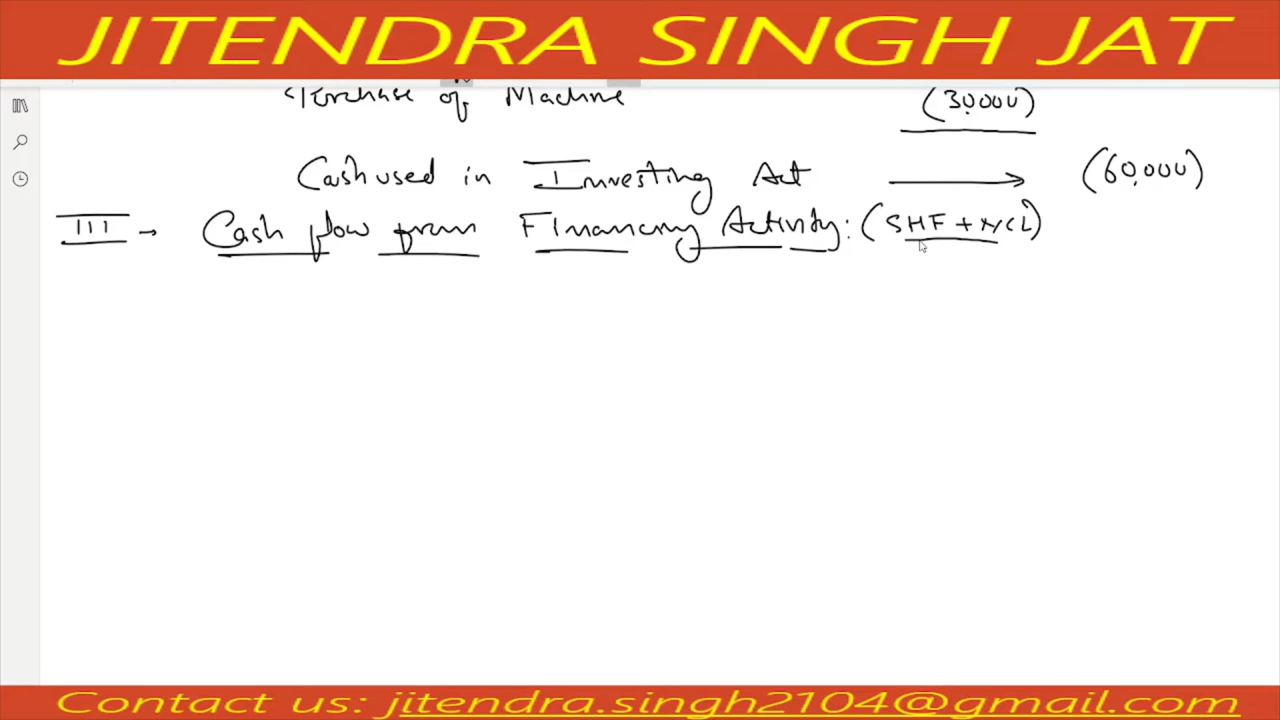 JITENDRA SINGH JAT
Purchase of Machine (30,000)
Cash used in Investing Act → (60,000)
III → Cash flow from Financing Activity: (SHF + NCL)
Contact us: jitendra.singh2104@gmail.com